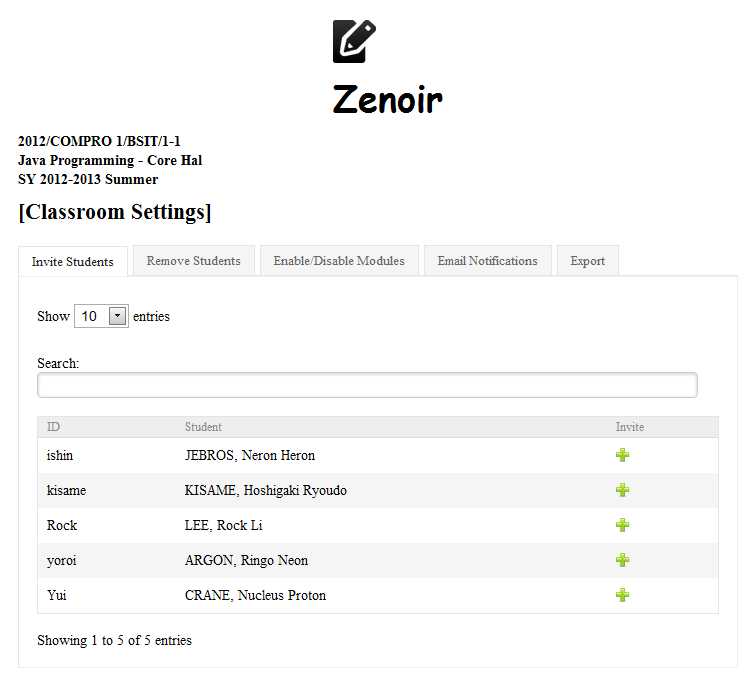 Zenoir
2012/COMPRO 1/BSIT/1-1
Java Programming - Core Hal
SY 2012-2013 Summer
[Classroom Settings]
Invite Students Remove Students Enable/Disable Modules Email Notifications Export
Show 10 entries
Search:
ID Student Invite
ishin JEBROS, Neron Heron
kisame KISAME, Hoshigaki Ryoudo
Rock LEE, Rock Li
yoroi ARGON, Ringo Neon
Yui CRANE, Nucleus Proton
Showing 1 to 5 of 5 entries